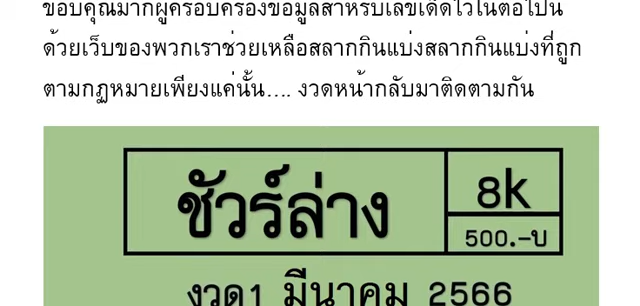 ขอบคุณมากผู้ครอบครองข้อมูลสำหรับเลขเด็ดไว้ในต่อไปนี้
ด้วยเว็บของพวกเราช่วยเหลือสลากกินแบ่งสลากกินแบ่งที่ถูก
ตามกฏหมายเพียงแค่นั้น.... งวดหน้ากลับมาติดตามกัน
ชัวร์ล่าง
8k
500.-บ
งวด1 มีนาคม 2566